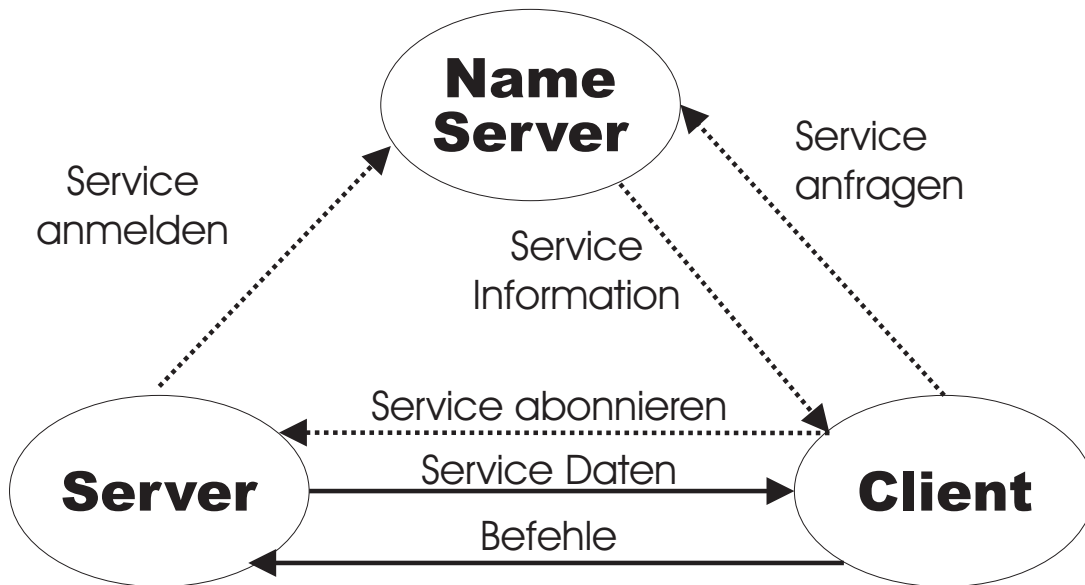 Name
Server
Service
anfragen
Service
anmelden
Service
Information
Service abonnieren
Service Daten
Server
Client
Befehle